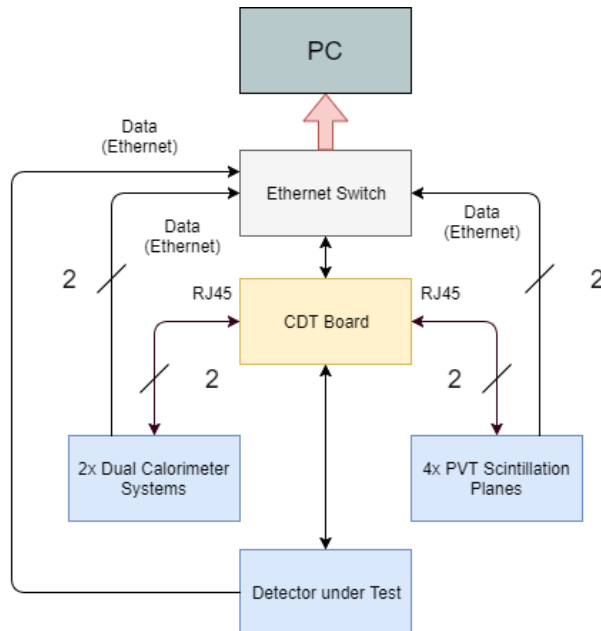 PC
Data
(Ethernet)
Ethernet Switch
Data
(Ethernet)
Data
(Ethernet)
2
2
RJ45
RJ45
CDT Board
2
2
2x Dual Calorimeter
Systems
4x PVT Scintillation
Planes
Detector under Test